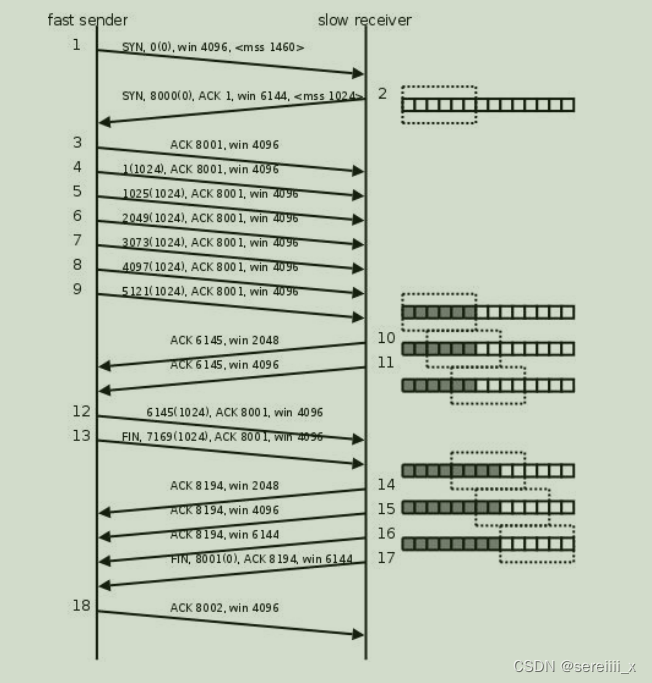 fast sender slow receiver
1 SYN, 0(0), win 4096, <mss 1460>
SYN, 8000(0), ACK 1, win 6144, <mss 1024> 2
3 ACK 8001, win 4096
4 1(1024), ACK 8001, win 4096
5 1025(1024), ACK 8001, win 4096
6 2049(1024), ACK 8001, win 4096
7 3073(1024), ACK 8001, win 4096
8 4097(1024), ACK 8001, win 4096
9 5121(1024), ACK 8001, win 4096
ACK 6145, win 2048 10
ACK 6145, win 4096 11
12 6145(1024), ACK 8001, win 4096
13 FIN, 7169(1024), ACK 8001, win 4096
ACK 8194, win 2048 14
ACK 8194, win 4096 15
ACK 8194, win 6144 16
FIN, 8001(0), ACK 8194, win 6144 17
18 ACK 8002, win 4096
CSDN @sereiiii_x